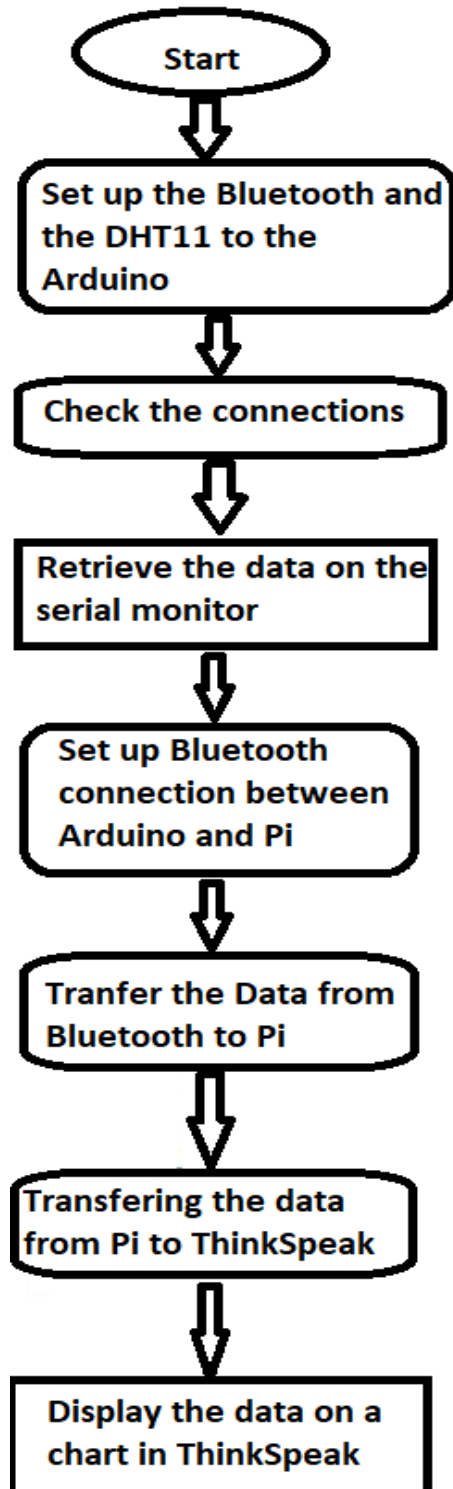 Start
Set up the Bluetooth and
the DHT11 to the
Arduino
Check the connections
Retrieve the data on the
serial monitor
Set up Bluetooth
connection between
Arduino and Pi
Tranfer the Data from
Bluetooth to Pi
Transfering the data
from Pi to ThinkSpeak
Display the data on a
chart in ThinkSpeak